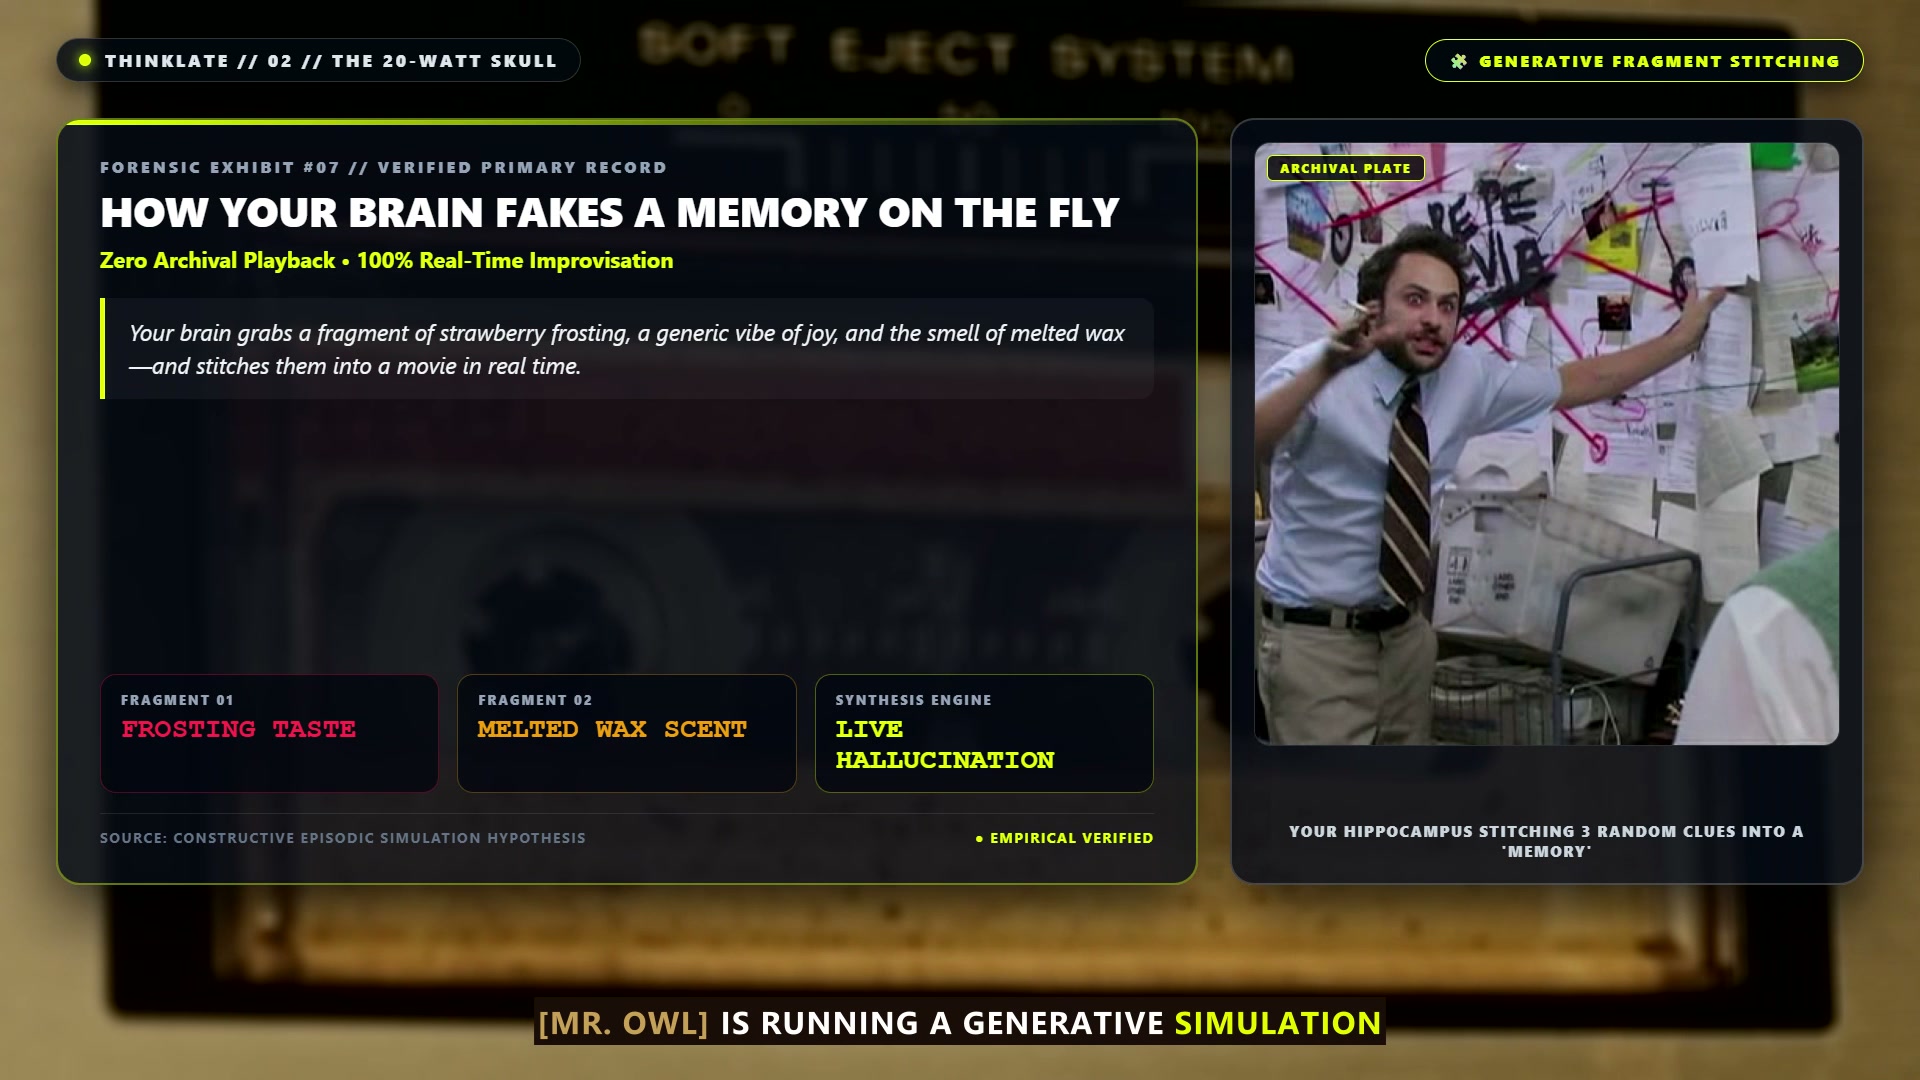 SOFT EJECT SYSTEM
THINKLATE // 02 // THE 20-WATT SKULL
GENERATIVE FRAGMENT STITCHING
FORENSIC EXHIBIT #07 // VERIFIED PRIMARY RECORD
HOW YOUR BRAIN FAKES A MEMORY ON THE FLY
Zero Archival Playback • 100% Real-Time Improvisation
Your brain grabs a fragment of strawberry frosting, a generic vibe of joy, and the smell of melted wax
—and stitches them into a movie in real time.
FRAGMENT 01
FROSTING TASTE
FRAGMENT 02
MELTED WAX SCENT
SYNTHESIS ENGINE
LIVE
HALLUCINATION
SOURCE: CONSTRUCTIVE EPISODIC SIMULATION HYPOTHESIS
● EMPIRICAL VERIFIED
ARCHIVAL PLATE
PEPE
SILVIA
YOUR HIPPOCAMPUS STITCHING 3 RANDOM CLUES INTO A
'MEMORY'
[MR. OWL] IS RUNNING A GENERATIVE SIMULATION